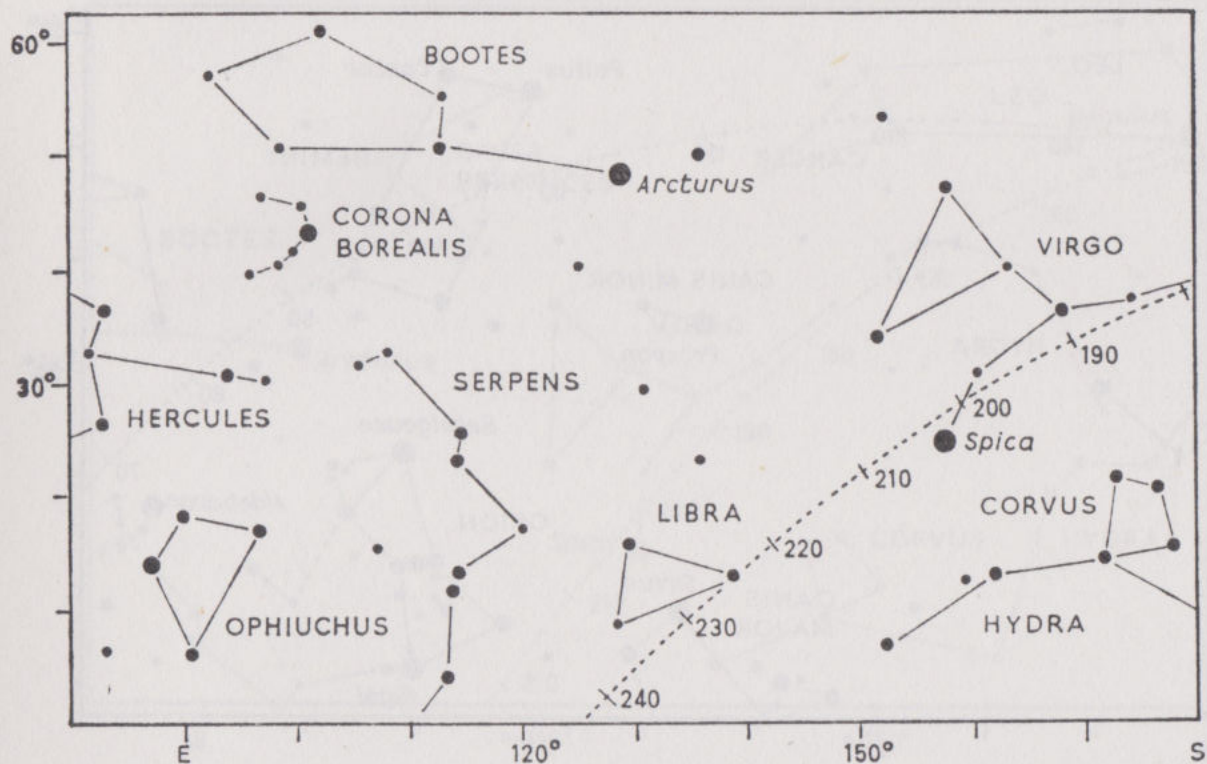 60°
BOOTES
Arcturus
CORONA
BOREALIS
VIRGO
190
30°
SERPENS
HERCULES
200
Spica
210
LIBRA
CORVUS
220
OPHIUCHUS
230
HYDRA
240
E
120°
150°
S